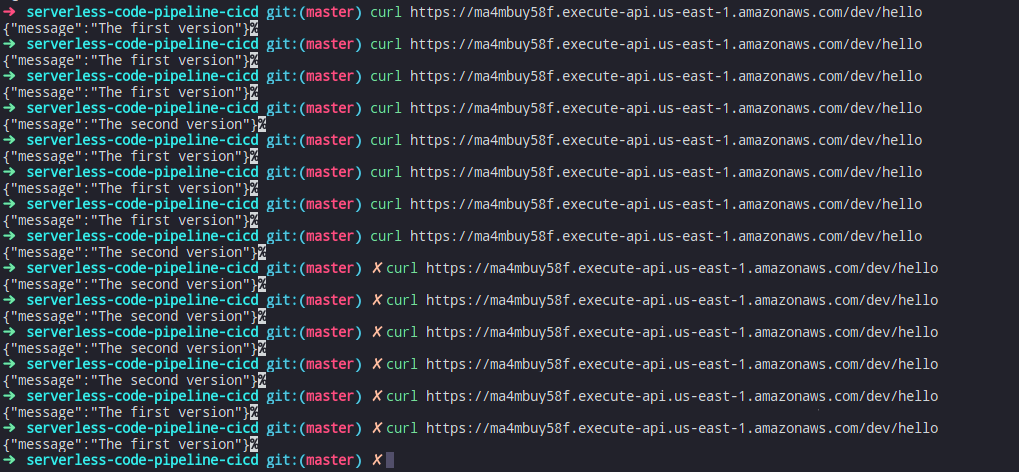 ➜ serverless-code-pipeline-cicd git:(master) curl https://ma4mbuy58f.execute-api.us-east-1.amazonaws.com/dev/hello
{"message":"The first version"}%
➜ serverless-code-pipeline-cicd git:(master) curl https://ma4mbuy58f.execute-api.us-east-1.amazonaws.com/dev/hello
{"message":"The first version"}%
➜ serverless-code-pipeline-cicd git:(master) curl https://ma4mbuy58f.execute-api.us-east-1.amazonaws.com/dev/hello
{"message":"The first version"}%
➜ serverless-code-pipeline-cicd git:(master) curl https://ma4mbuy58f.execute-api.us-east-1.amazonaws.com/dev/hello
{"message":"The second version"}%
➜ serverless-code-pipeline-cicd git:(master) curl https://ma4mbuy58f.execute-api.us-east-1.amazonaws.com/dev/hello
{"message":"The first version"}%
➜ serverless-code-pipeline-cicd git:(master) curl https://ma4mbuy58f.execute-api.us-east-1.amazonaws.com/dev/hello
{"message":"The first version"}%
➜ serverless-code-pipeline-cicd git:(master) curl https://ma4mbuy58f.execute-api.us-east-1.amazonaws.com/dev/hello
{"message":"The first version"}%
➜ serverless-code-pipeline-cicd git:(master) curl https://ma4mbuy58f.execute-api.us-east-1.amazonaws.com/dev/hello
{"message":"The second version"}%
➜ serverless-code-pipeline-cicd git:(master) ✗ curl https://ma4mbuy58f.execute-api.us-east-1.amazonaws.com/dev/hello
{"message":"The second version"}%
➜ serverless-code-pipeline-cicd git:(master) ✗ curl https://ma4mbuy58f.execute-api.us-east-1.amazonaws.com/dev/hello
{"message":"The second version"}%
➜ serverless-code-pipeline-cicd git:(master) ✗ curl https://ma4mbuy58f.execute-api.us-east-1.amazonaws.com/dev/hello
{"message":"The second version"}%
➜ serverless-code-pipeline-cicd git:(master) ✗ curl https://ma4mbuy58f.execute-api.us-east-1.amazonaws.com/dev/hello
{"message":"The second version"}%
➜ serverless-code-pipeline-cicd git:(master) ✗ curl https://ma4mbuy58f.execute-api.us-east-1.amazonaws.com/dev/hello
{"message":"The first version"}%
➜ serverless-code-pipeline-cicd git:(master) ✗ curl https://ma4mbuy58f.execute-api.us-east-1.amazonaws.com/dev/hello
{"message":"The first version"}%
➜ serverless-code-pipeline-cicd git:(master) ✗